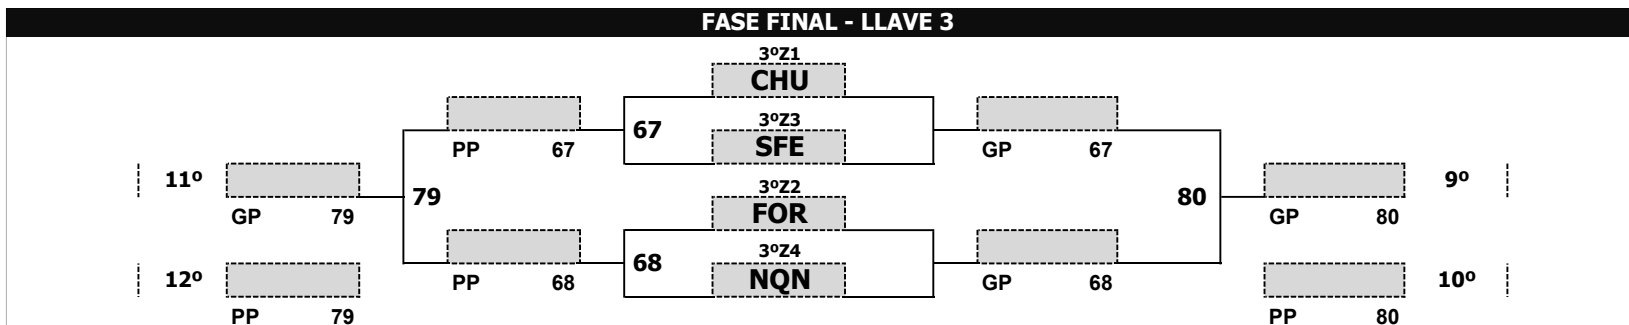 FASE FINAL - LLAVE 3
3ºZ1
CHU
67
3ºZ3
SFE
PP 67
GP 67
11º
9º
3ºZ2
79
80
FOR
GP 79
GP 80
3ºZ4
68
12º
NQN
10º
PP 68
GP 68
PP 79
PP 80